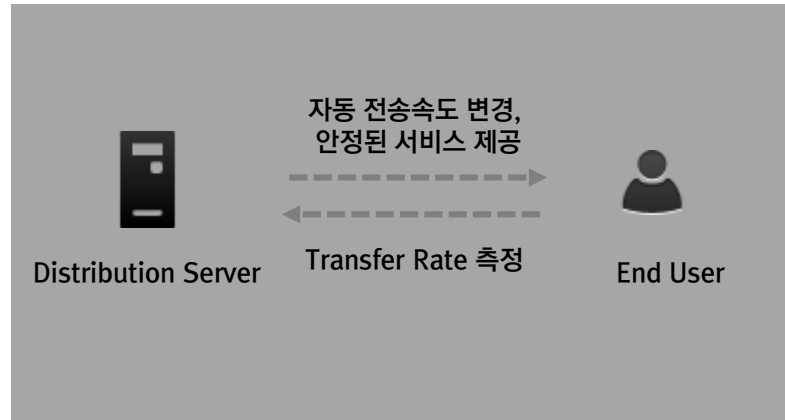 자동 전송속도 변경,
안정된 서비스 제공
Distribution Server
Transfer Rate 측정
End User